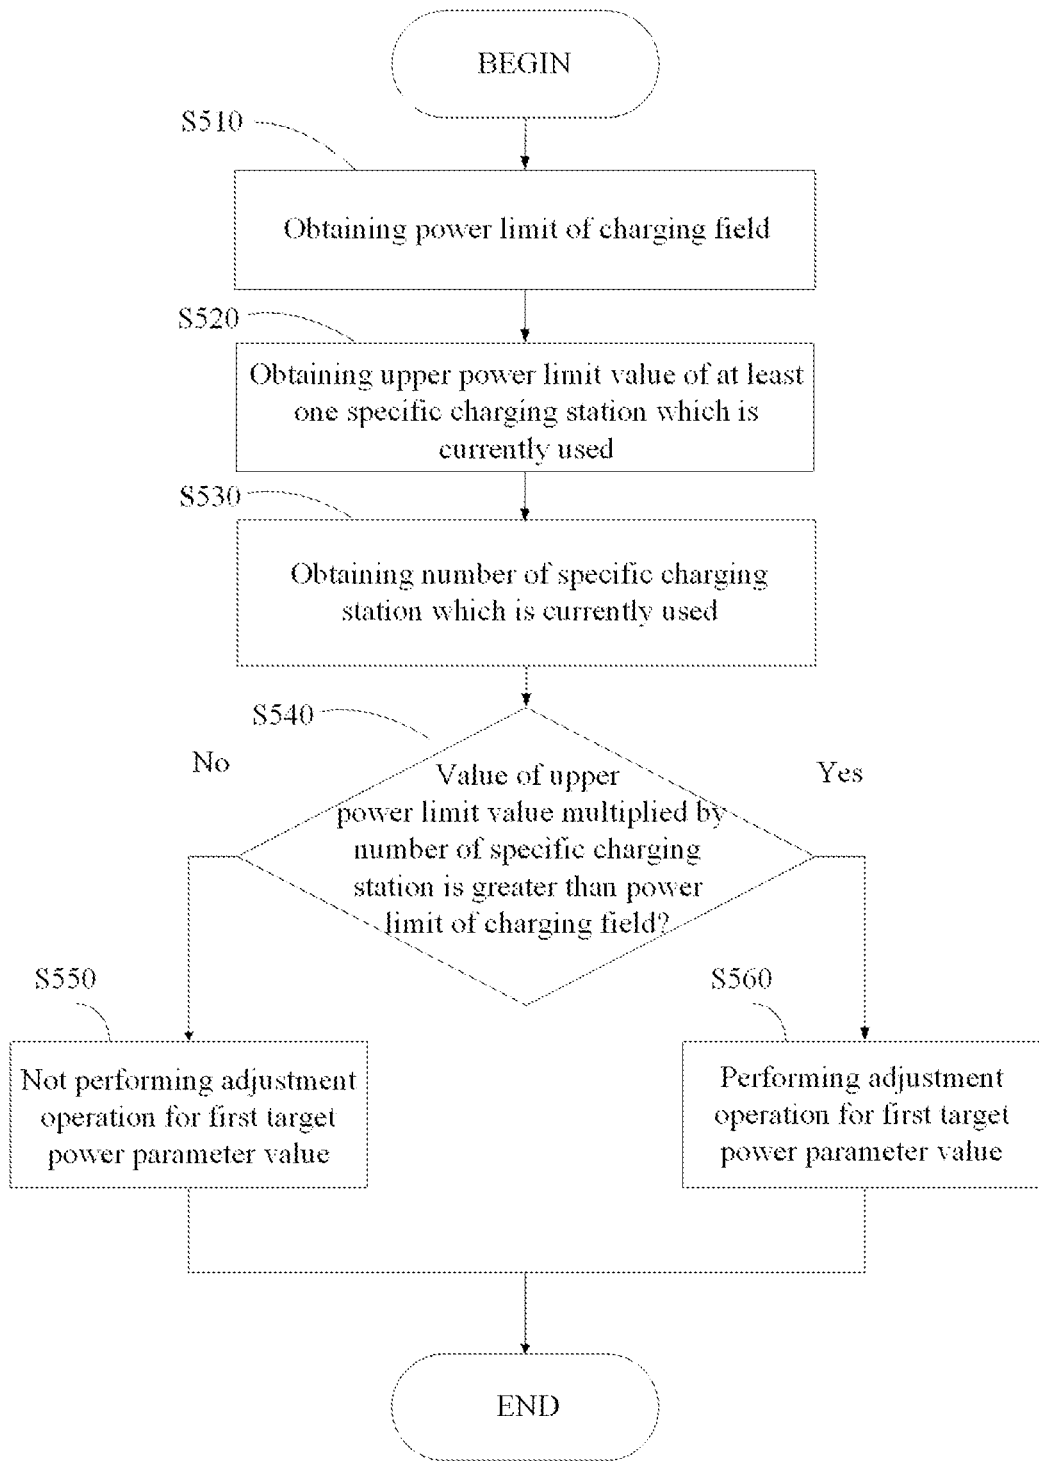 BEGIN
S510
Obtaining power limit of charging field
S520
Obtaining upper power limit value of at least
one specific charging station which is
currently used
S530
Obtaining number of specific charging
station which is currently used
S540
No
Yes
Value of upper
power limit value multiplied by
number of specific charging
station is greater than power
limit of charging field?
S550
Not performing adjustment
operation for first target
power parameter value
S560
Performing adjustment
operation for first target
power parameter value
END